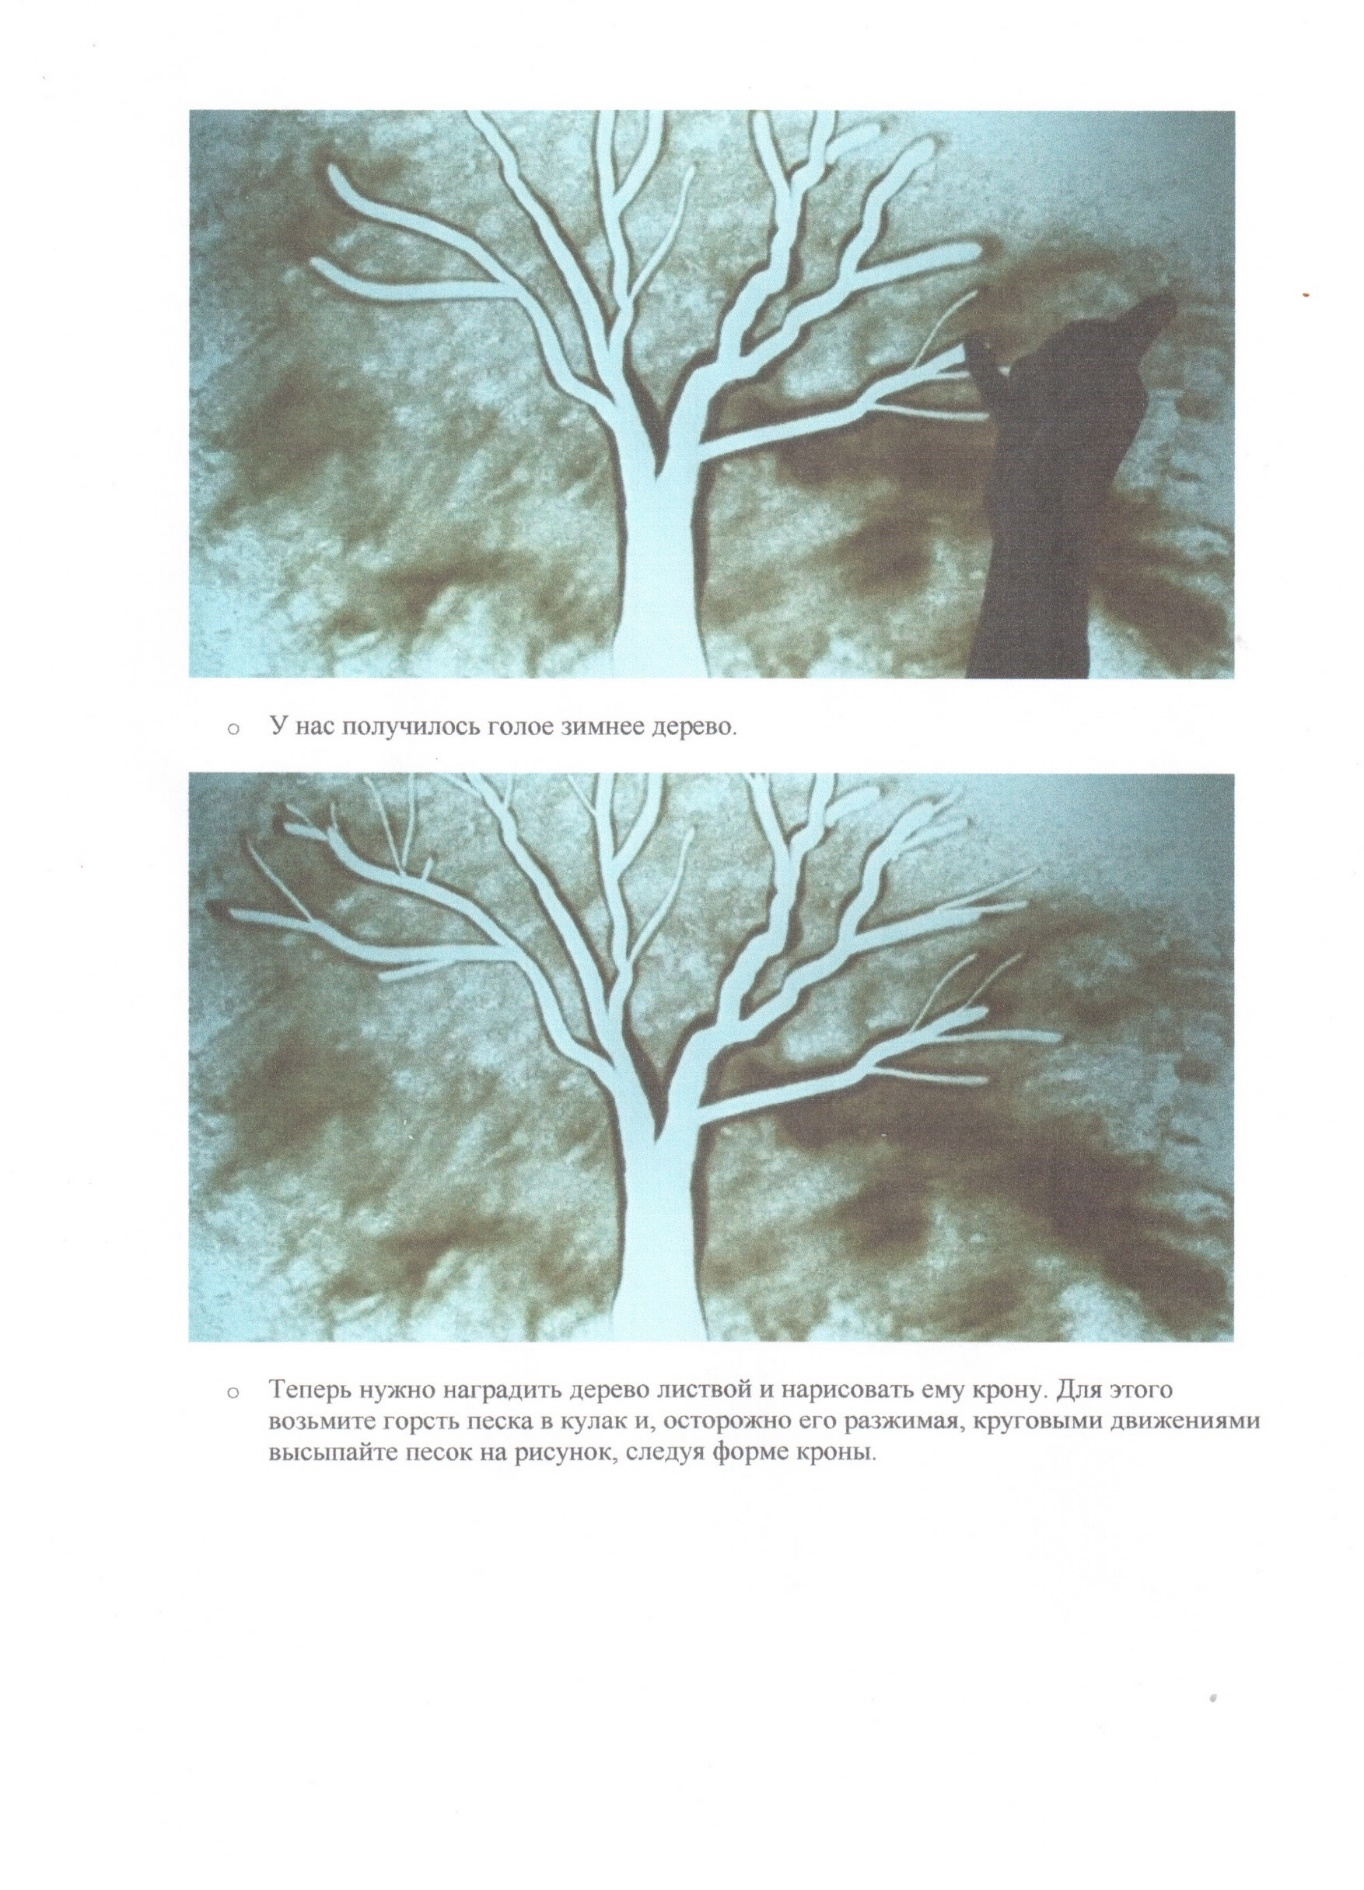 ○ У нас получилось голое зимнее дерево.
○ Теперь нужно наградить дерево листвой и нарисовать ему крону. Для этого
возьмите горсть песка в кулак и, осторожно его разжимая, круговыми движениями
высыпайте песок на рисунок, следуя форме кроны.